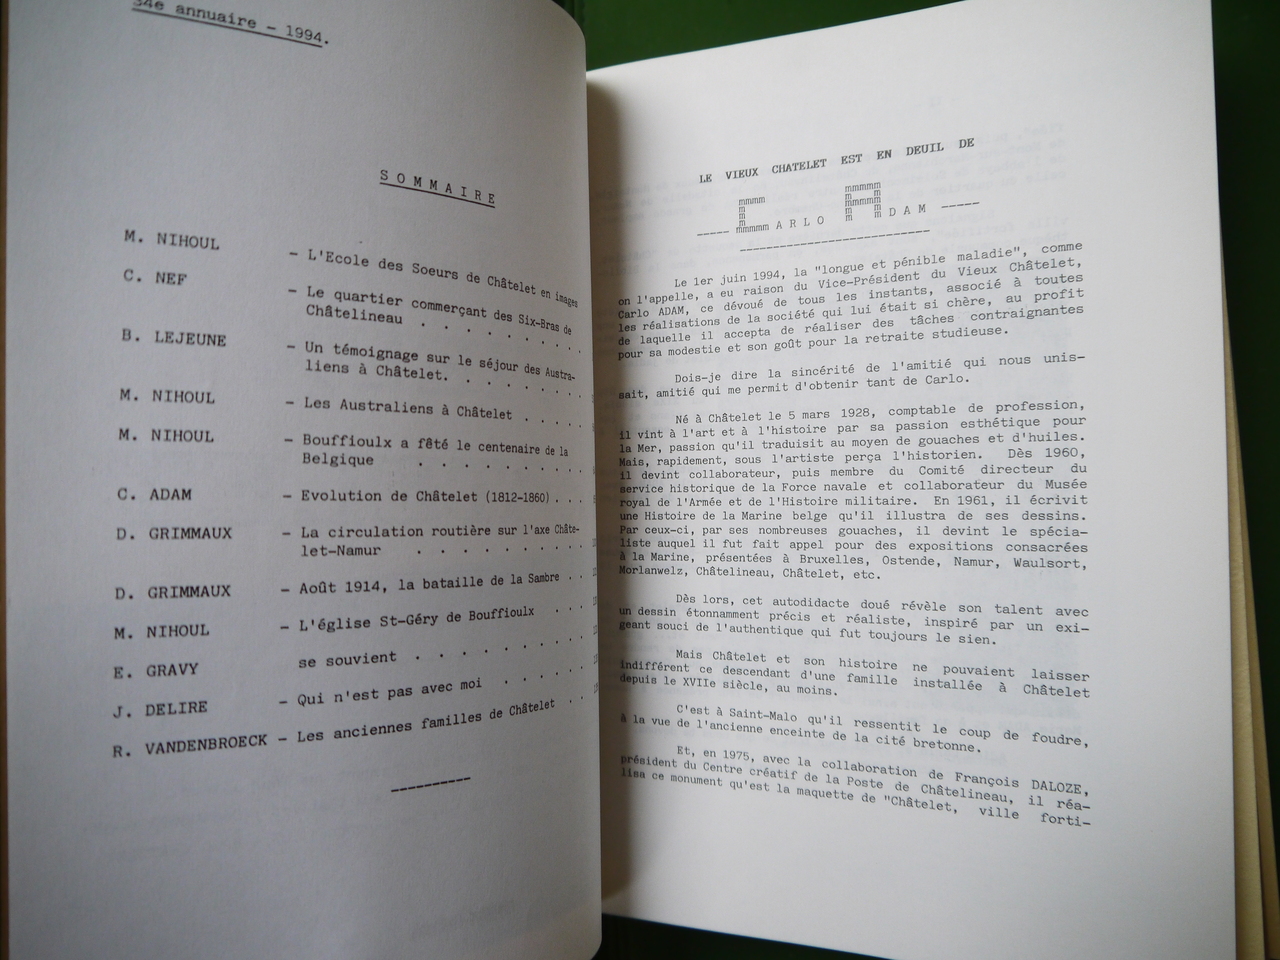 34e annuaire - 1994.
S O M M A I R E
M. NIHOUL - L'Ecole des Soeurs de Châtelet en images
C. NEF - Le quartier commerçant des Six-Bras de
Châtelineau . . . . . . . . . .
B. LEJEUNE - Un témoignage sur le séjour des Austra-
liens à Châtelet. . . . . . . . .
M. NIHOUL - Les Australiens à Châtelet . . . .
M. NIHOUL - Bouffioulx a fêté le centenaire de la
Belgique . . . . . . . . . .
C. ADAM - Evolution de Châtelet (1812-1860) . . .
D. GRIMMAUX - La circulation routière sur l'axe Châte-
let-Namur . . . . . . . . . .
D. GRIMMAUX - Août 1914, la bataille de la Sambre . .
M. NIHOUL - L'église St-Géry de Bouffioulx . . .
E. GRAVY se souvient . . . . . . . . . .
J. DELIRE - Qui n'est pas avec moi . . . . . .
R. VANDENBROECK - Les anciennes familles de Châtelet . .
LE VIEUX CHATELET EST EN DEUIL DE
CARLO ADAM
Le 1er juin 1994, la "longue et pénible maladie", comme
on l'appelle, a eu raison du Vice-Président du Vieux Châtelet,
Carlo ADAM, ce dévoué de tous les instants, associé à toutes
les réalisations de la société qui lui était si chère, au profit
de laquelle il accepta de réaliser des tâches contraignantes
pour sa modestie et son goût pour la retraite studieuse.
Dois-je dire la sincérité de l'amitié qui nous unis-
sait, amitié qui me permit d'obtenir tant de Carlo.
Né à Châtelet le 5 mars 1928, comptable de profession,
il vint à l'art et à l'histoire par sa passion esthétique pour
la Mer, passion qu'il traduisit au moyen de gouaches et d'huiles.
Mais, rapidement, sous l'artiste perça l'historien. Dès 1960,
il devint collaborateur, puis membre du Comité directeur du
service historique de la Force navale et collaborateur du Musée
royal de l'Armée et de l'Histoire militaire. En 1961, il écrivit
une Histoire de la Marine belge qu'il illustra de ses dessins.
Par ceux-ci, par ses nombreuses gouaches, il devint le spécia-
liste auquel il fut fait appel pour des expositions consacrées
à la Marine, présentées à Bruxelles, Ostende, Namur, Waulsort,
Morlanwelz, Châtelineau, Châtelet, etc.
Dès lors, cet autodidacte doué révèle son talent avec
un dessin étonnamment précis et réaliste, inspiré par un exi-
geant souci de l'authentique qui fut toujours le sien.
Mais Châtelet et son histoire ne pouvaient laisser
indifférent ce descendant d'une famille installée à Châtelet
depuis le XVIIe siècle, au moins.
C'est à Saint-Malo qu'il ressentit le coup de foudre,
à la vue de l'ancienne enceinte de la cité bretonne.
Et, en 1975, avec la collaboration de François DALOZE,
président du Centre créatif de la Poste de Châtelineau, il réa-
lisa ce monument qu'est la maquette de "Châtelet, ville forti-